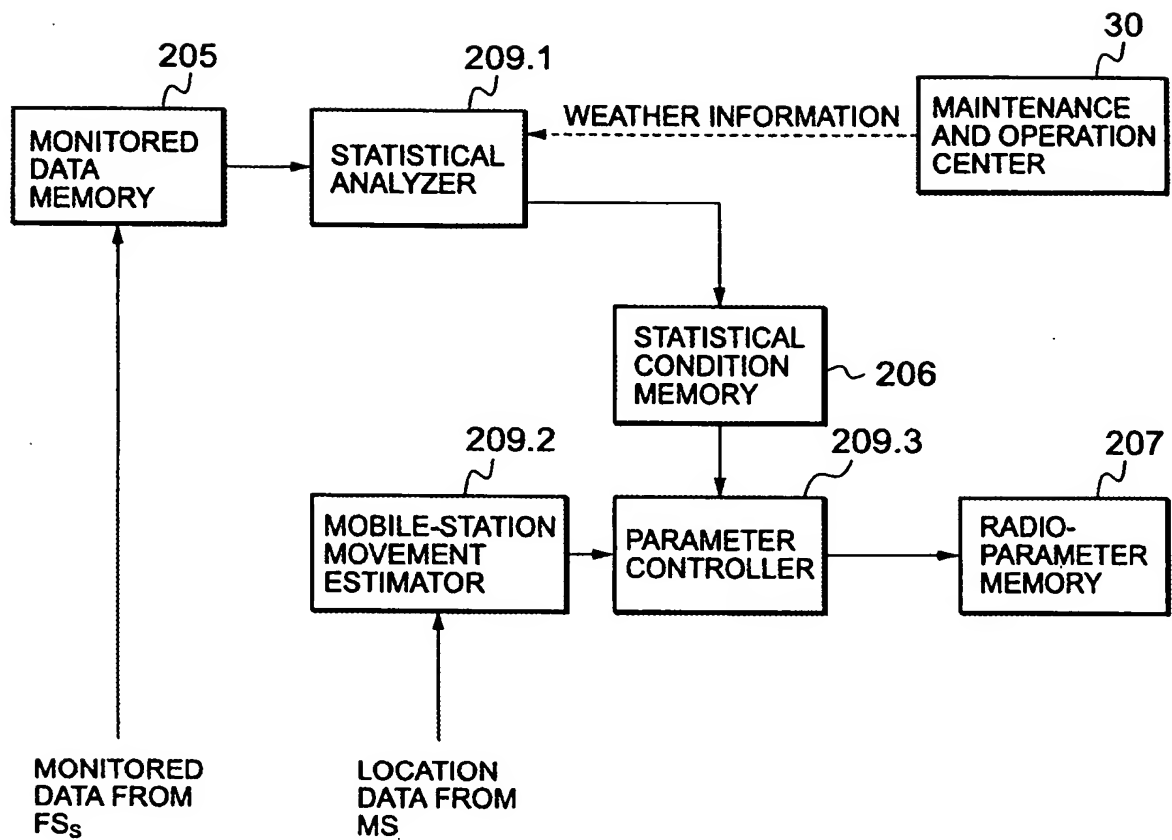 205
209.1
30
MONITORED
DATA
MEMORY
STATISTICAL
ANALYZER
WEATHER INFORMATION
MAINTENANCE
AND OPERATION
CENTER
STATISTICAL
CONDITION
MEMORY
206
209.2
209.3
207
MOBILE-STATION
MOVEMENT
ESTIMATOR
PARAMETER
CONTROLLER
RADIO-
PARAMETER
MEMORY
MONITORED
DATA FROM
FSs
LOCATION
DATA FROM
MS